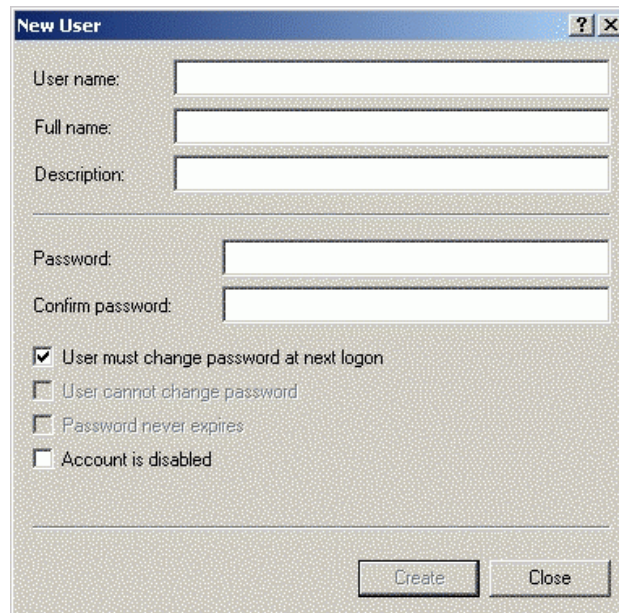 New User
User name:
Full name:
Description:
Password:
Confirm password:
User must change password at next logon
User cannot change password
Password never expires
Account is disabled
Create Close